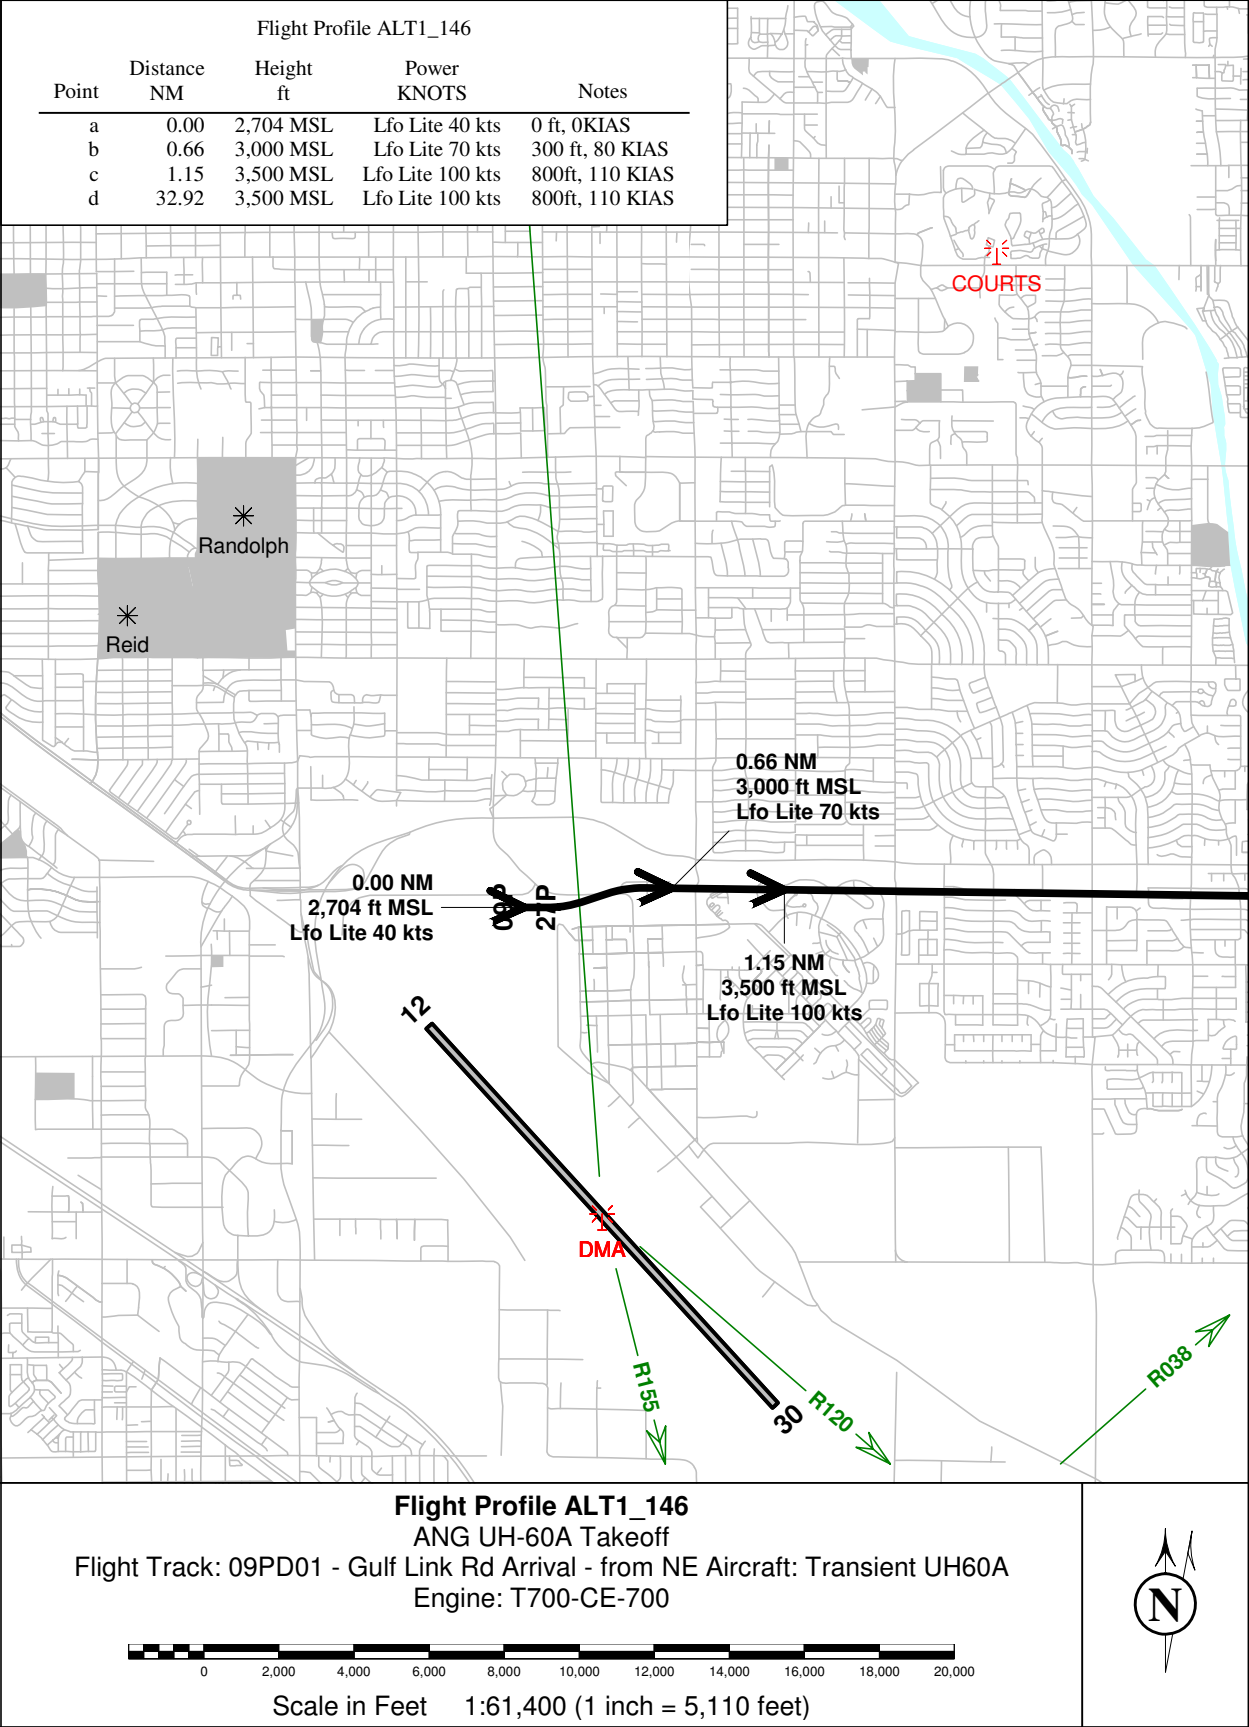 Flight Profile ALT1_146
Point Distance NM Height ft Power KNOTS Notes
a 0.00 2,704 MSL Lfo Lite 40 kts 0 ft, 0KIAS
b 0.66 3,000 MSL Lfo Lite 70 kts 300 ft, 80 KIAS
c 1.15 3,500 MSL Lfo Lite 100 kts 800ft, 110 KIAS
d 32.92 3,500 MSL Lfo Lite 100 kts 800ft, 110 KIAS
COURTS
Randolph
Reid
0.66 NM
3,000 ft MSL
Lfo Lite 70 kts
0.00 NM
2,704 ft MSL
Lfo Lite 40 kts
09P
27P
1.15 NM
3,500 ft MSL
Lfo Lite 100 kts
12
DMA
R155
R120
30
R038
Flight Profile ALT1_146
ANG UH-60A Takeoff
Flight Track: 09PD01 - Gulf Link Rd Arrival - from NE Aircraft: Transient UH60A
Engine: T700-CE-700
0 2,000 4,000 6,000 8,000 10,000 12,000 14,000 16,000 18,000 20,000
Scale in Feet 1:61,400 (1 inch = 5,110 feet)
N